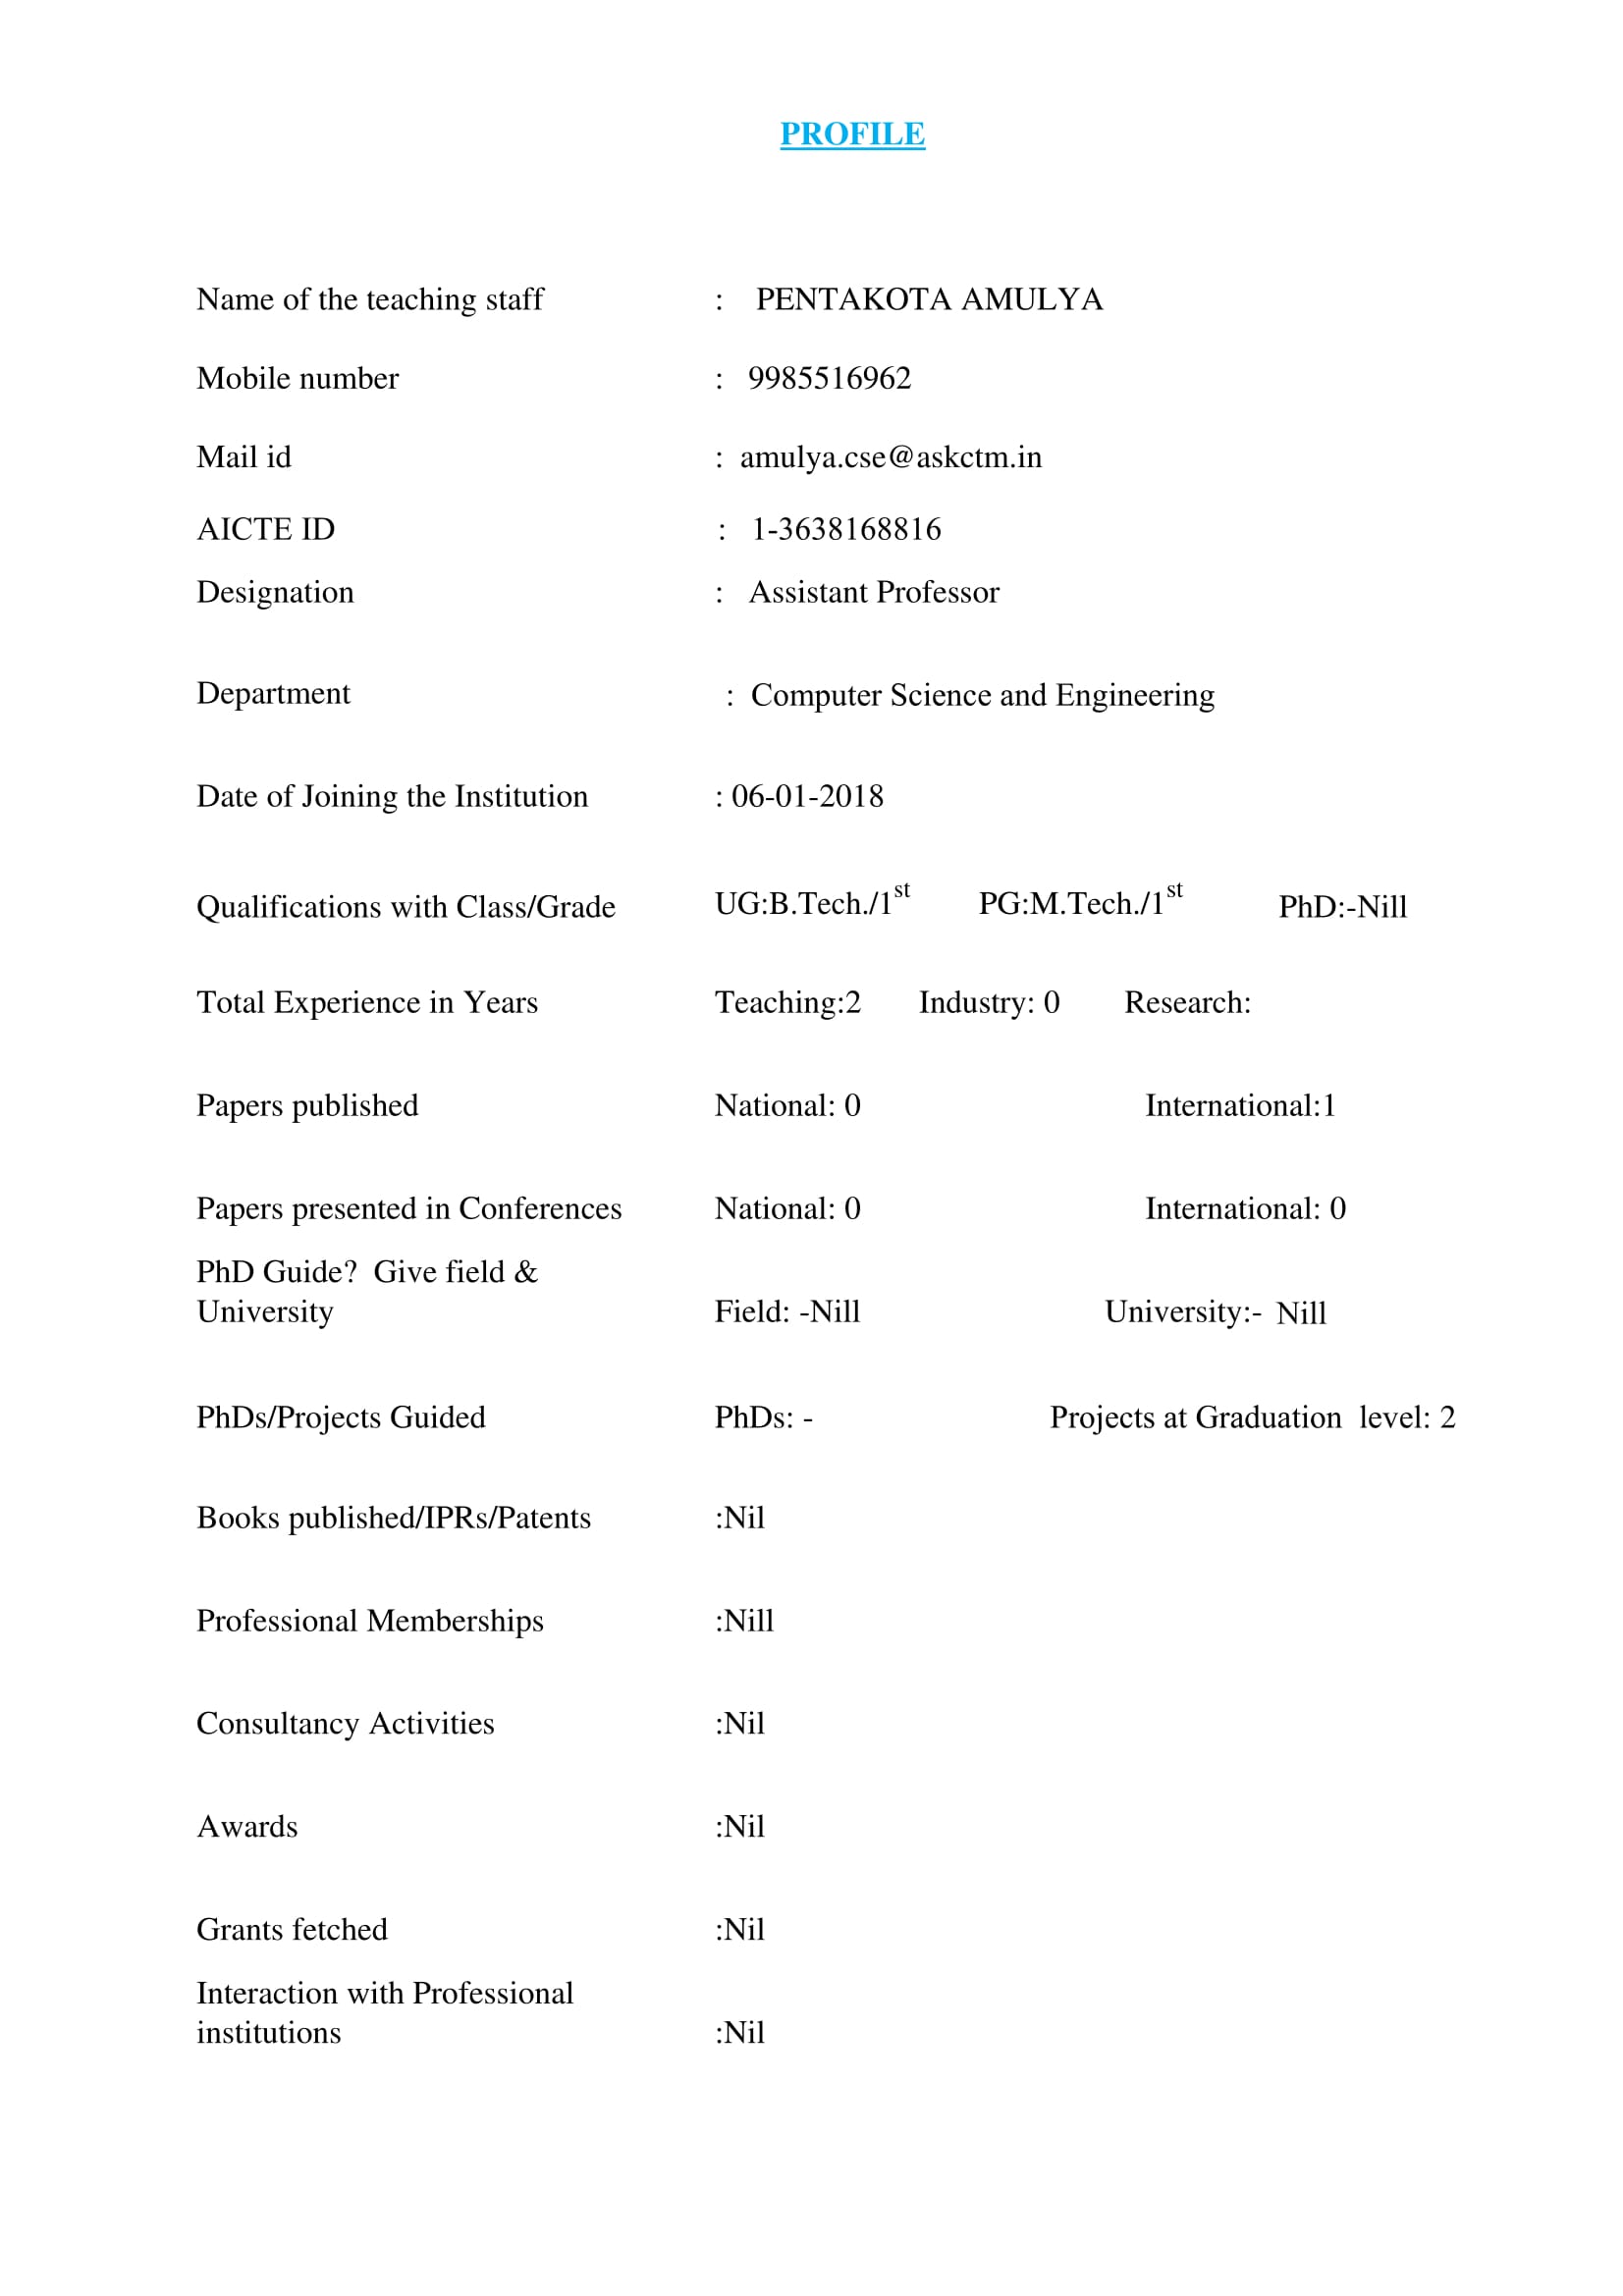 PROFILE
Name of the teaching staff : PENTAKOTA AMULYA
Mobile number : 9985516962
Mail id : amulya.cse@askctm.in
AICTE ID : 1-3638168816
Designation : Assistant Professor
Department : Computer Science and Engineering
Date of Joining the Institution : 06-01-2018
Qualifications with Class/Grade UG:B.Tech./1st PG:M.Tech./1st PhD:-Nill
Total Experience in Years Teaching:2 Industry: 0 Research:
Papers published National: 0 International:1
Papers presented in Conferences National: 0 International: 0
PhD Guide? Give field &
University Field: -Nill University:- Nill
PhDs/Projects Guided PhDs: - Projects at Graduation level: 2
Books published/IPRs/Patents :Nil
Professional Memberships :Nill
Consultancy Activities :Nil
Awards :Nil
Grants fetched :Nil
Interaction with Professional
institutions :Nil